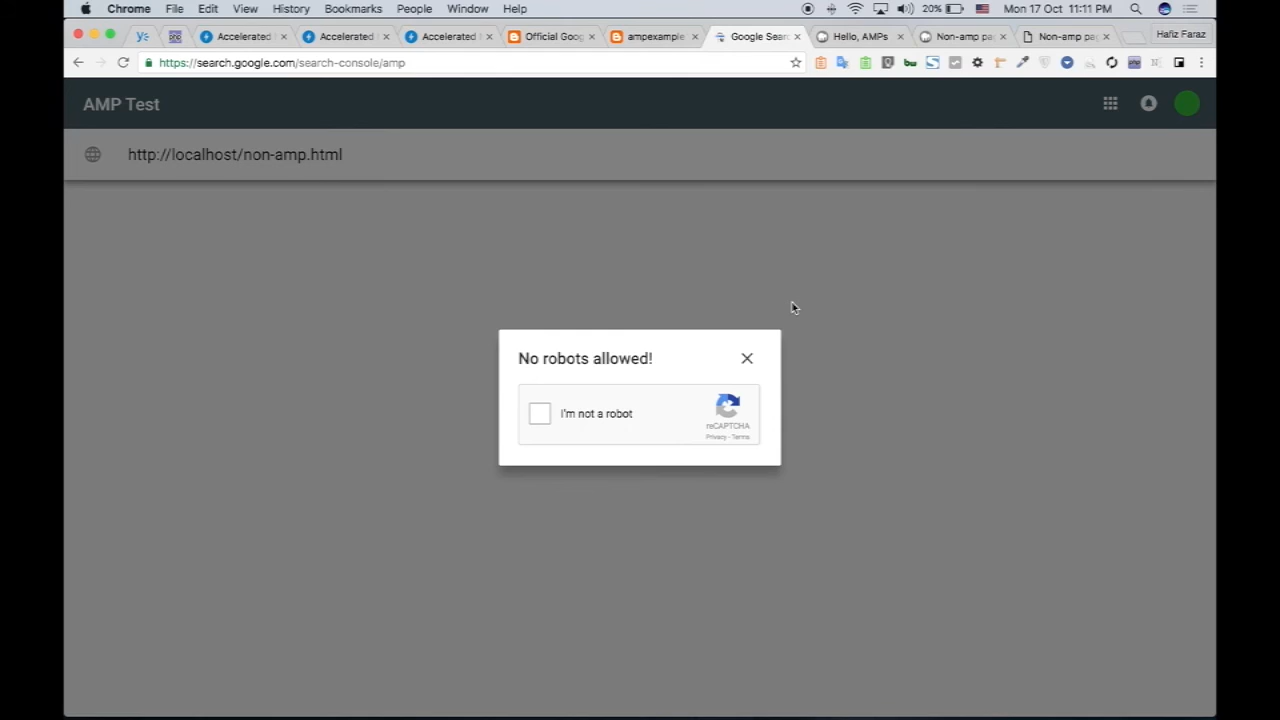 Chrome File Edit View History Bookmarks People Window Help 20% Mon 17 Oct 11:11 PM
Accelerated Accelerated Accelerated Official Goog ampexample Google Sear Hello, AMPs Non-amp pa Non-amp pa Hafiz Faraz
https://search.google.com/search-console/amp
AMP Test
http://localhost/non-amp.html
No robots allowed!
I'm not a robot
reCAPTCHA
Privacy - Terms